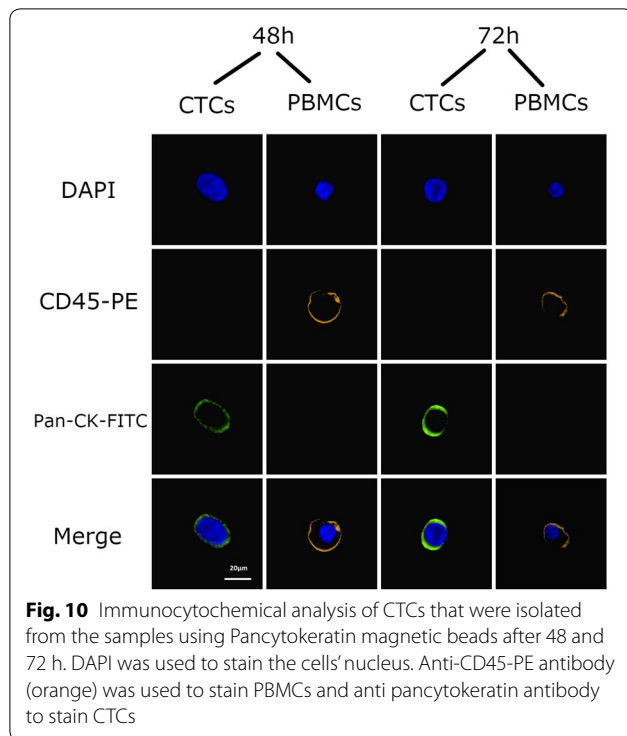 48h 72h
CTCs PBMCs CTCs PBMCs
DAPI
CD45-PE
Pan-CK-FITC
Merge
20μm
Fig. 10 Immunocytochemical analysis of CTCs that were isolated
from the samples using Pancytokeratin magnetic beads after 48 and
72 h. DAPI was used to stain the cells’ nucleus. Anti-CD45-PE antibody
(orange) was used to stain PBMCs and anti pancytokeratin antibody
to stain CTCs